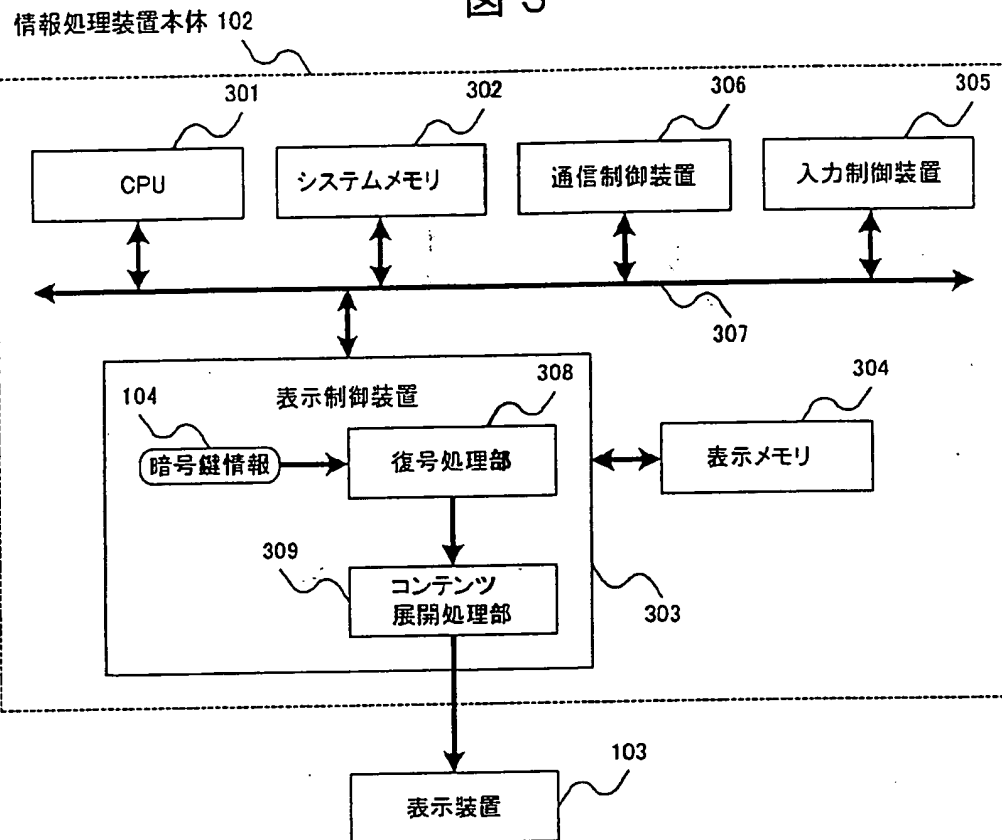 図3
情報処理装置本体 102
301
302
306
305
CPU
システムメモリ
通信制御装置
入力制御装置
307
表示制御装置
308
104
304
暗号鍵情報
復号処理部
表示メモリ
309
コンテンツ
展開処理部
303
103
表示装置